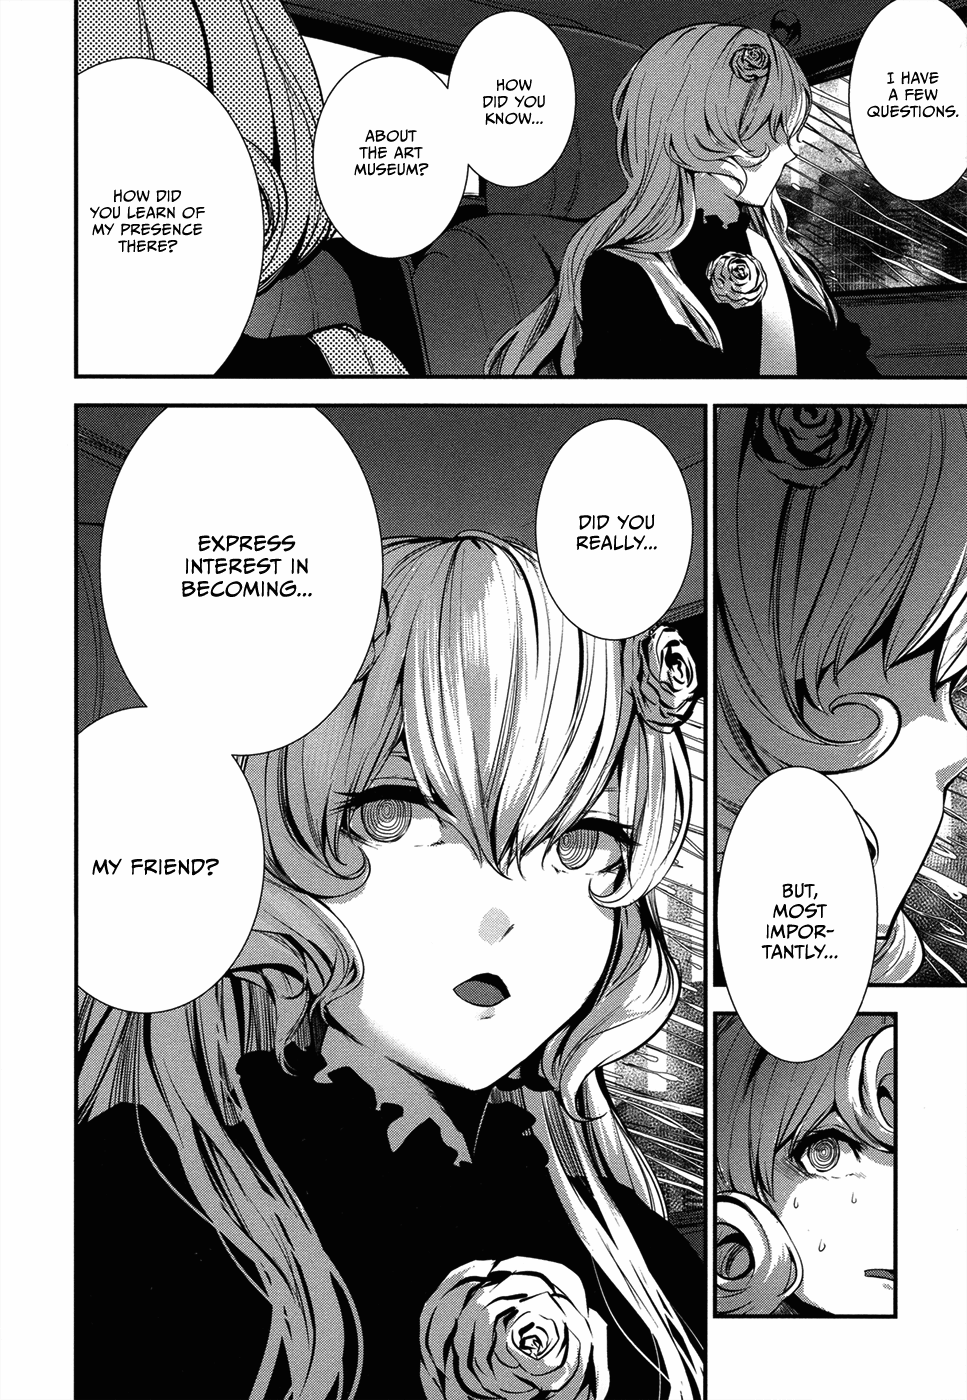 I HAVE
A FEW
QUESTIONS.
HOW
DID YOU
KNOW...
ABOUT
THE ART
MUSEUM?
HOW DID
YOU LEARN OF
MY PRESENCE
THERE?
BUT,
MOST
IMPOR-
TANTLY...
DID YOU
REALLY...
EXPRESS
INTEREST IN
BECOMING...
MY FRIEND?